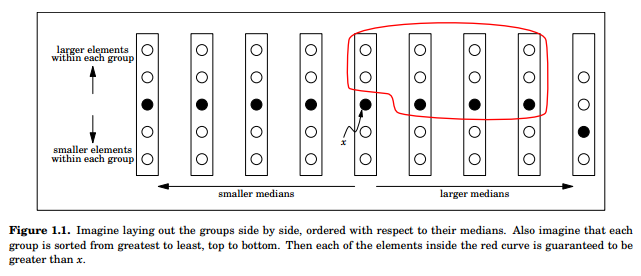 larger elements
within each group
smaller elements
within each group
x
smaller medians
larger medians
Figure 1.1. Imagine laying out the groups side by side, ordered with respect to their medians. Also imagine that each
group is sorted from greatest to least, top to bottom. Then each of the elements inside the red curve is guaranteed to be
greater than x.